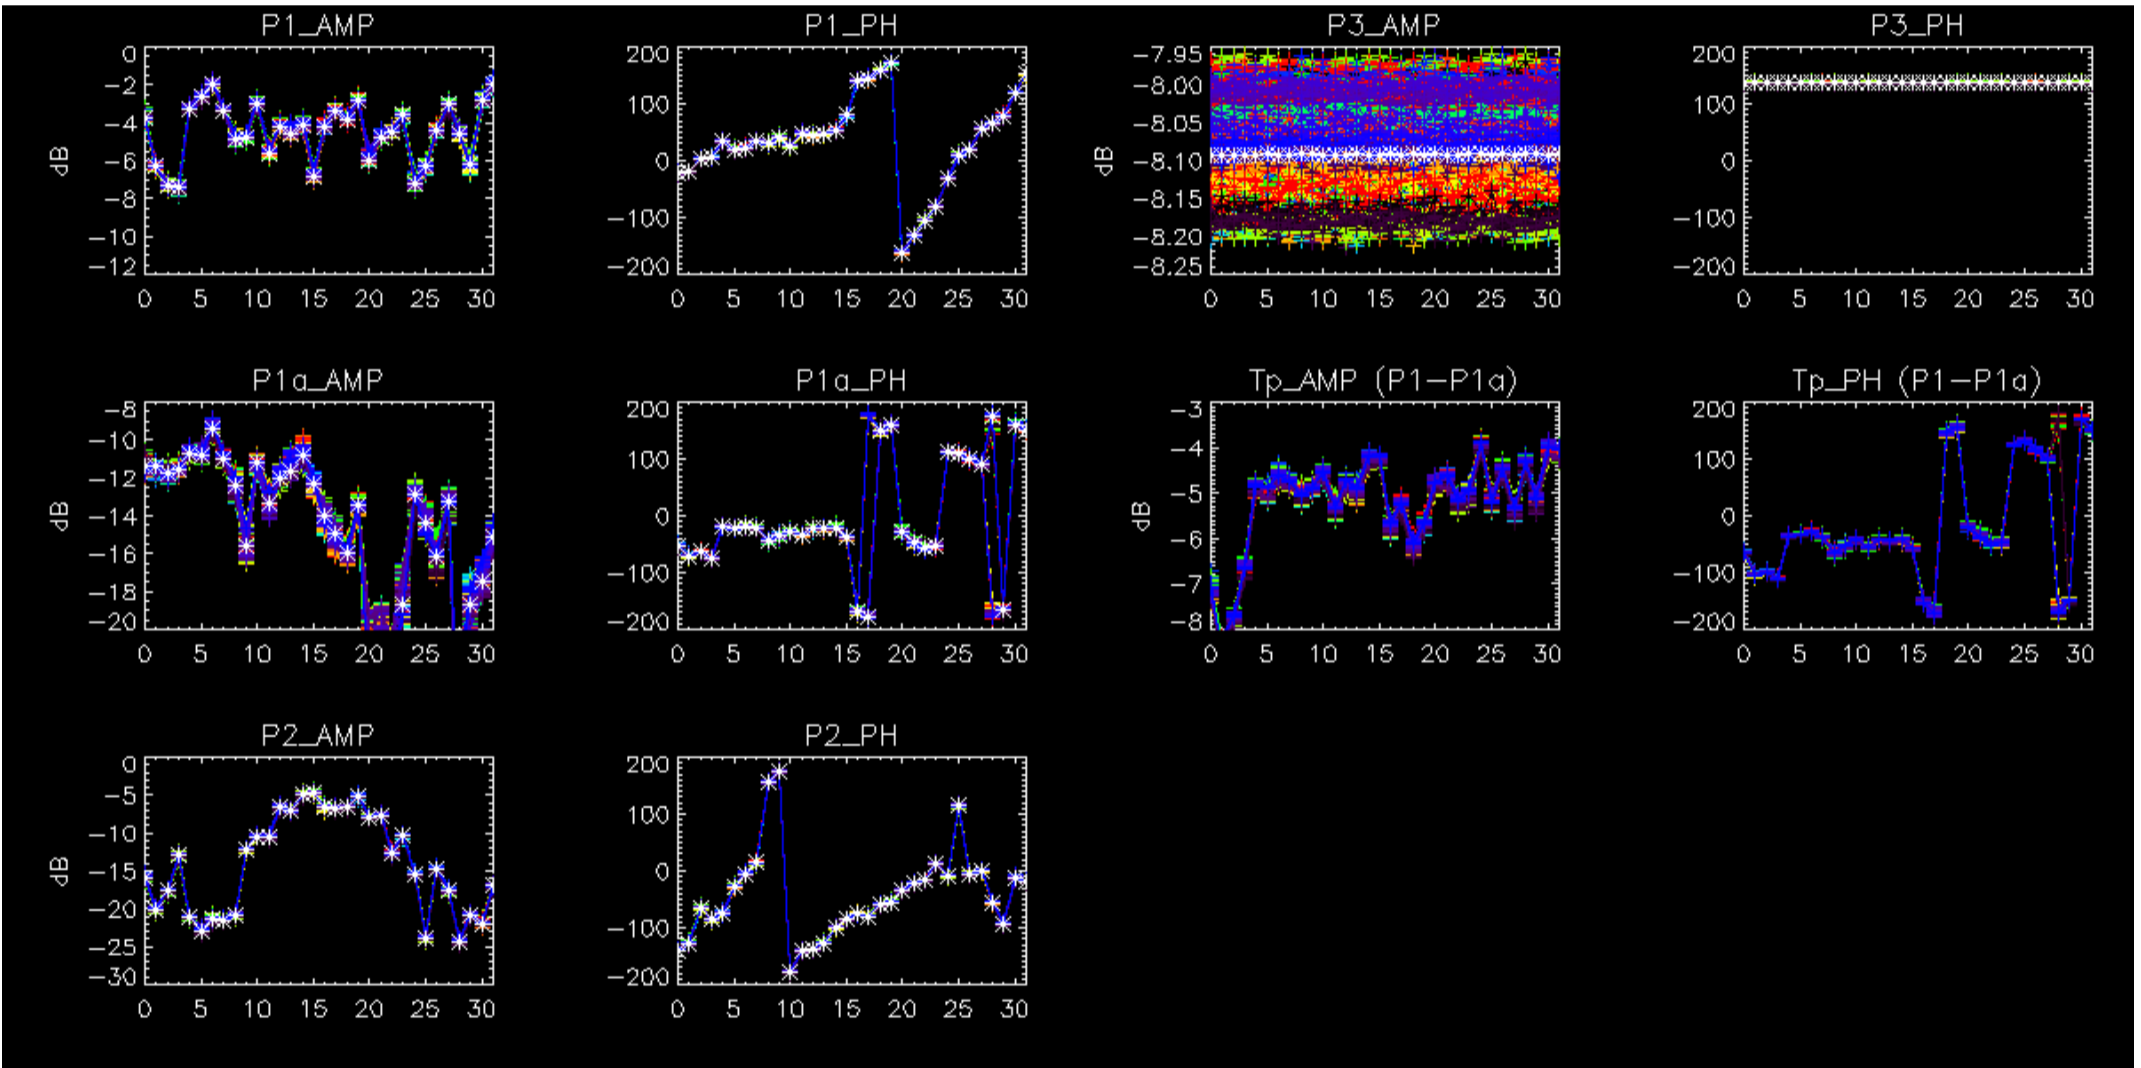 P1_AMP
dB
0
−2
−4
−6
−8
−10
−12
0 5 10 15 20 25 30
P1_PH
200
100
0
−100
−200
0 5 10 15 20 25 30
P3_AMP
dB
−7.95
−8.00
−8.05
−8.10
−8.15
−8.20
−8.25
0 5 10 15 20 25 30
P3_PH
200
100
0
−100
−200
0 5 10 15 20 25 30
P1a_AMP
dB
−8
−10
−12
−14
−16
−18
−20
0 5 10 15 20 25 30
P1a_PH
200
100
0
−100
−200
0 5 10 15 20 25 30
Tp_AMP (P1−P1a)
dB
−3
−4
−5
−6
−7
−8
0 5 10 15 20 25 30
Tp_PH (P1−P1a)
200
100
0
−100
−200
0 5 10 15 20 25 30
P2_AMP
dB
0
−5
−10
−15
−20
−25
−30
0 5 10 15 20 25 30
P2_PH
200
100
0
−100
−200
0 5 10 15 20 25 30